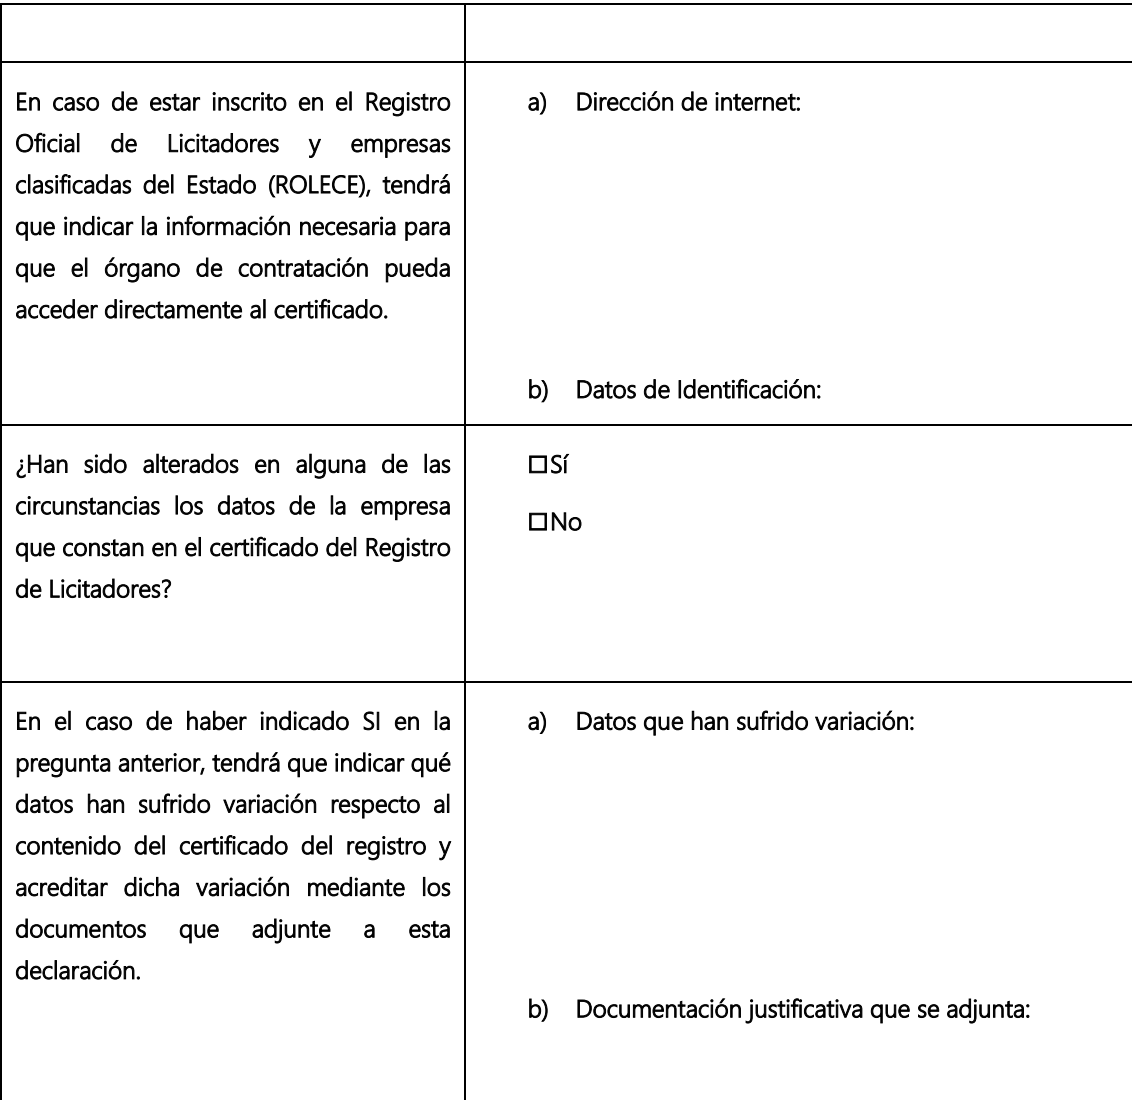 En caso de estar inscrito en el Registro
Oficial de Licitadores y empresas
clasificadas del Estado (ROLECE), tendrá
que indicar la información necesaria para
que el órgano de contratación pueda
acceder directamente al certificado.
a) Dirección de internet:
b) Datos de Identificación:
¿Han sido alterados en alguna de las
circunstancias los datos de la empresa
que constan en el certificado del Registro
de Licitadores?
☐Sí
☐No
En el caso de haber indicado SI en la
pregunta anterior, tendrá que indicar qué
datos han sufrido variación respecto al
contenido del certificado del registro y
acreditar dicha variación mediante los
documentos que adjunte a esta
declaración.
a) Datos que han sufrido variación:
b) Documentación justificativa que se adjunta: